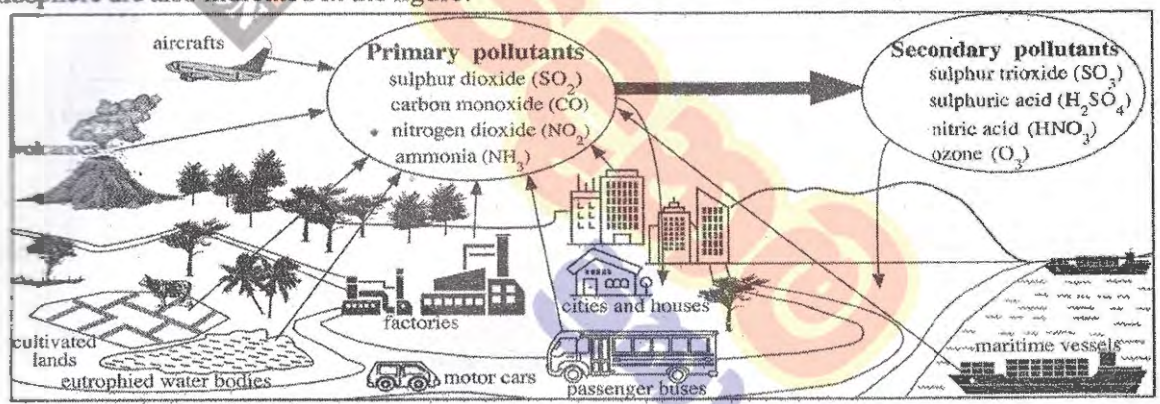 aircrafts
Primary pollutants
sulphur dioxide (SO₂)
carbon monoxide (CO)
nitrogen dioxide (NO₂)
ammonia (NH₃)
Secondary pollutants
sulphur trioxide (SO₃)
sulphuric acid (H₂SO₄)
nitric acid (HNO₃)
ozone (O₃)
volcanoes
cities and houses
factories
cultivated
lands
eutrophied water bodies
motor cars
passenger buses
maritime vessels